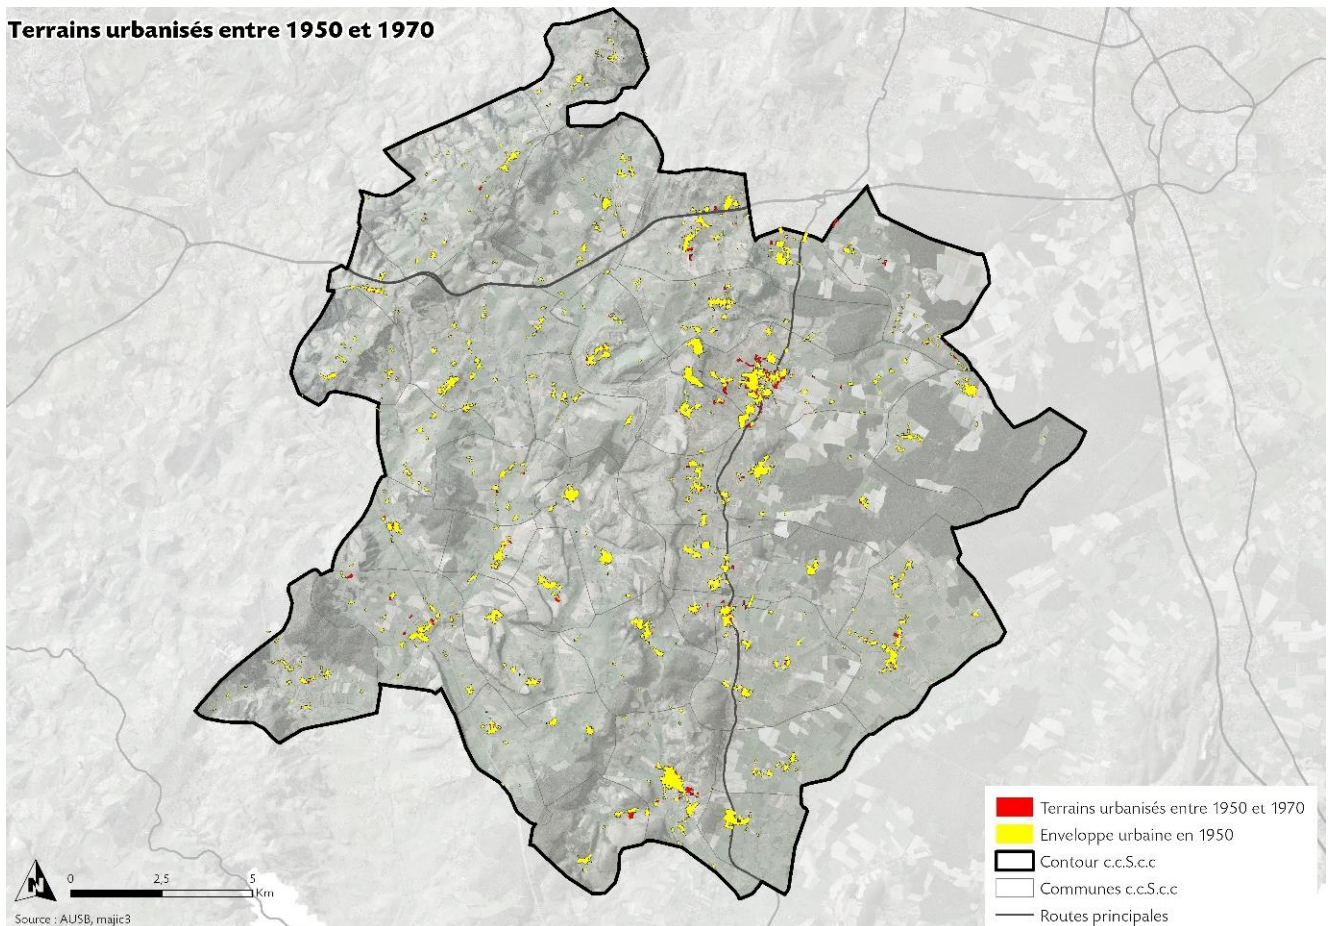 Terrains urbanisés entre 1950 et 1970
Terrains urbanisés entre 1950 et 1970
Enveloppe urbaine en 1950
Contour c.c.S.c.c
Communes c.c.S.c.c
Routes principales
N
0 2,5 5
Km
Source : AUSB, majic3